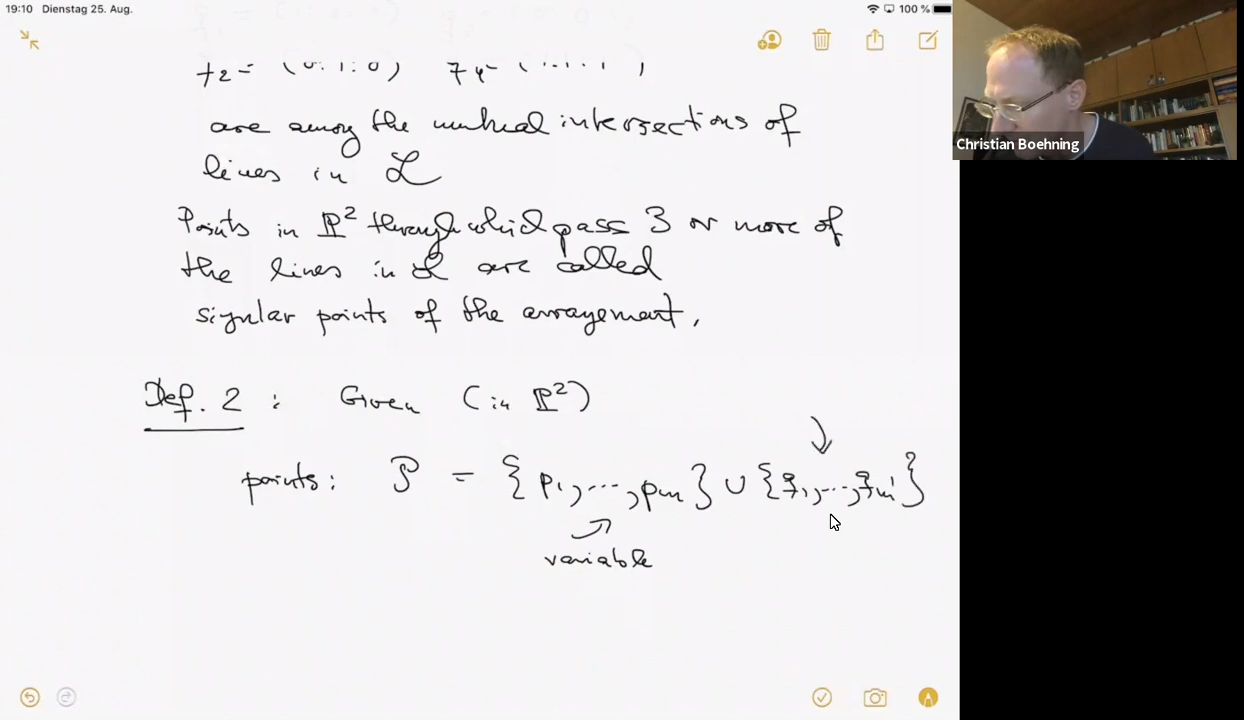 19:10 Dienstag 25. Aug.
100 %
Christian Boehning
are among the mutual intersections of
lines in ℒ
Points in ℙ² through which pass 3 or more of
the lines in ℒ are called
singular points of the arrangement.
Def. 2 : Given (in ℙ²)
points: 𝒫 = { p₁, ..., pₘ } ∪ { q₁, ..., qₘ' }
variable